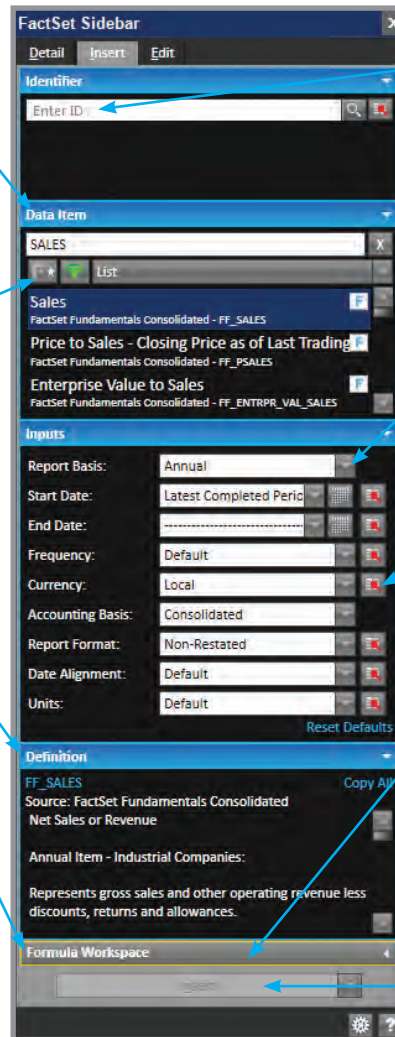 FactSet Sidebar
Detail Insert Edit
Identifier
Enter ID
Data Item
SALES X
List
Sales F
FactSet Fundamentals Consolidated - FF_SALES
Price to Sales - Closing Price as of Last Trading F
FactSet Fundamentals Consolidated - FF_PSALES
Enterprise Value to Sales F
FactSet Fundamentals Consolidated - FF_ENTRPR_VAL_SALES
Inputs
Report Basis: Annual
Start Date: Latest Completed Peric
End Date: ----------------------------
Frequency: Default
Currency: Local
Accounting Basis: Consolidated
Report Format: Non-Restated
Date Alignment: Default
Units: Default
Reset Defaults
Definition
FF_SALES Copy All
Source: FactSet Fundamentals Consolidated
Net Sales or Revenue
Annual Item - Industrial Companies:
Represents gross sales and other operating revenue less
discounts, returns and allowances.
Formula Workspace
Insert
?